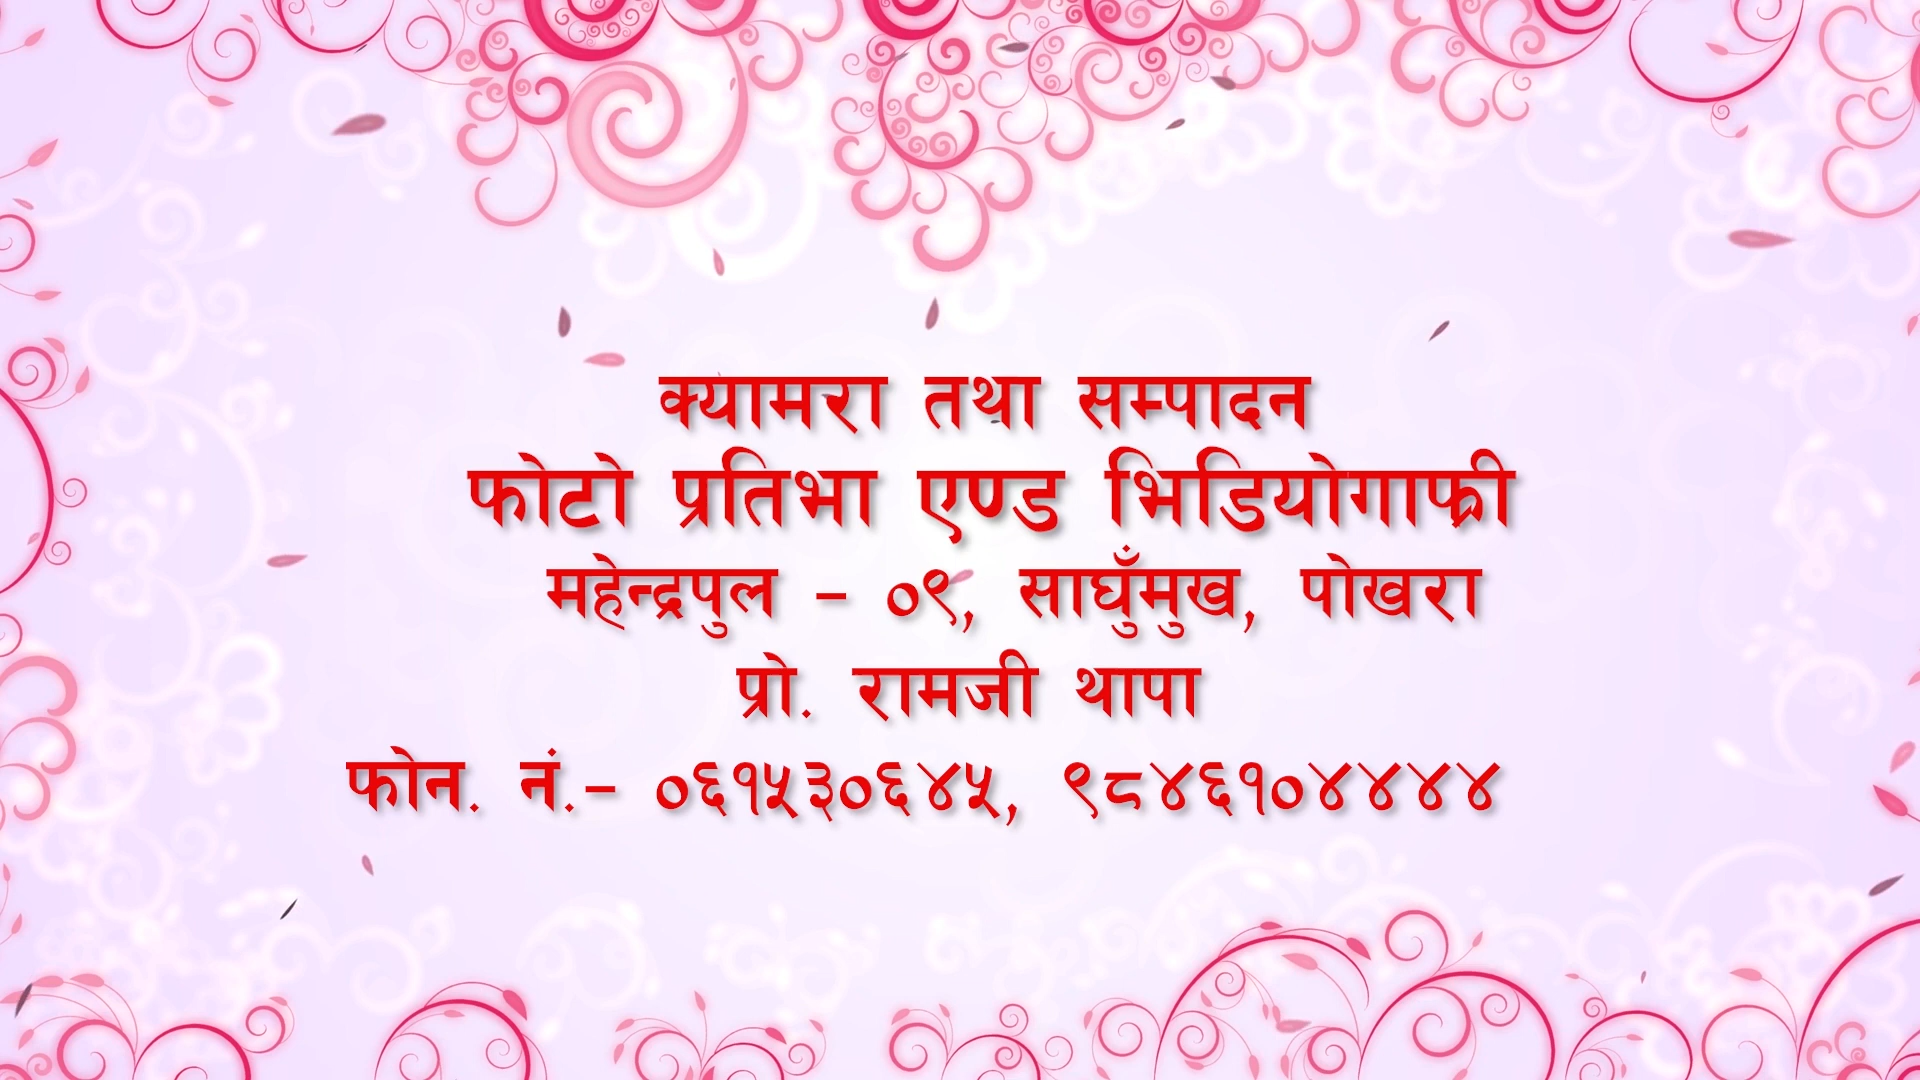 क्यामरा तथा सम्पादन
फोटो प्रतिभा एण्ड भिडियोगाफ्री
महेन्द्रपुल - ०९, साघुँमुख, पोखरा
प्रो. रामजी थापा
फोन. नं.- ०६१५३०६४५, ९८४६१०४४४४